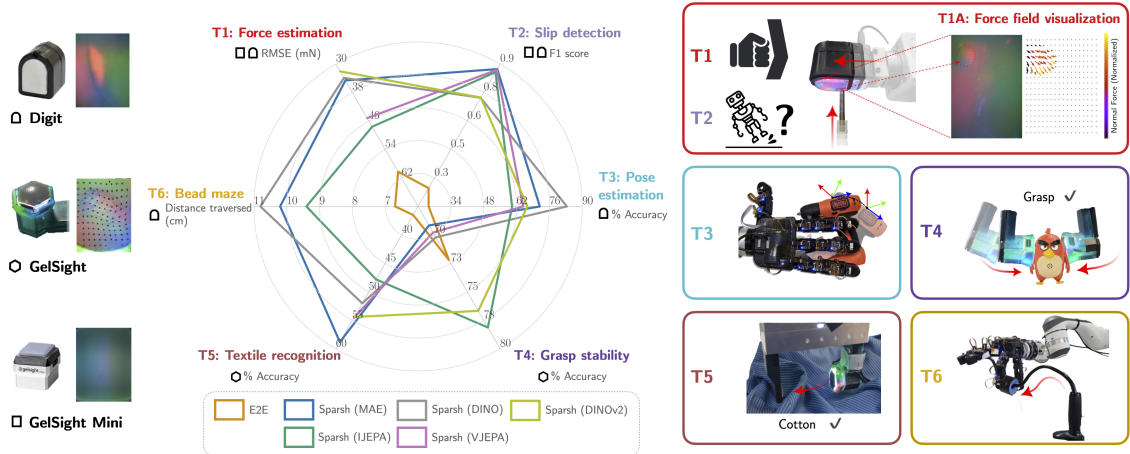 Digit
GelSight
gelsight
GelSight Mini
T1: Force estimation
RMSE (mN)
T2: Slip detection
F1 score
T3: Pose
estimation
% Accuracy
T4: Grasp stability
% Accuracy
T5: Textile recognition
% Accuracy
T6: Bead maze
Distance traversed
(cm)
30
38
46
54
62
0.9
0.8
0.6
0.4
0.3
34
48
62
76
90
70
73
75
78
80
40
45
50
55
60
7
8
9
10
11
E2E
Sparsh (MAE)
Sparsh (DINO)
Sparsh (DINOv2)
Sparsh (IJEPA)
Sparsh (VJEPA)
T1
T2
?
T1A: Force field visualization
Normal Force (Normalized)
T3
T4
Grasp ✓
T5
Cotton ✓
T6